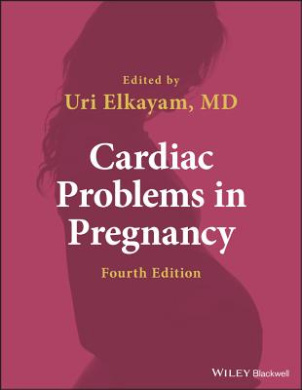 Edited by
Uri Elkayam, MD
Cardiac
Problems in
Pregnancy
Fourth Edition
WILEY Blackwell